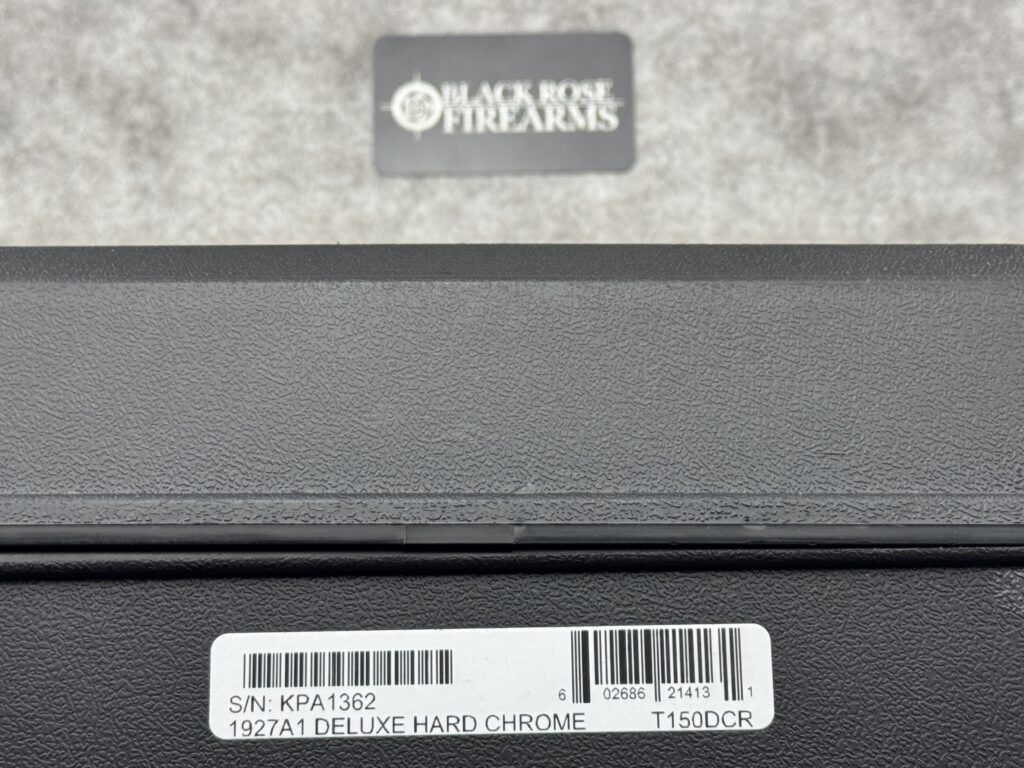 BLACK ROSE
FIREARMS
S/N: KPA1362
1927A1 DELUXE HARD CHROME
6 02686 21413 1
T150DCR